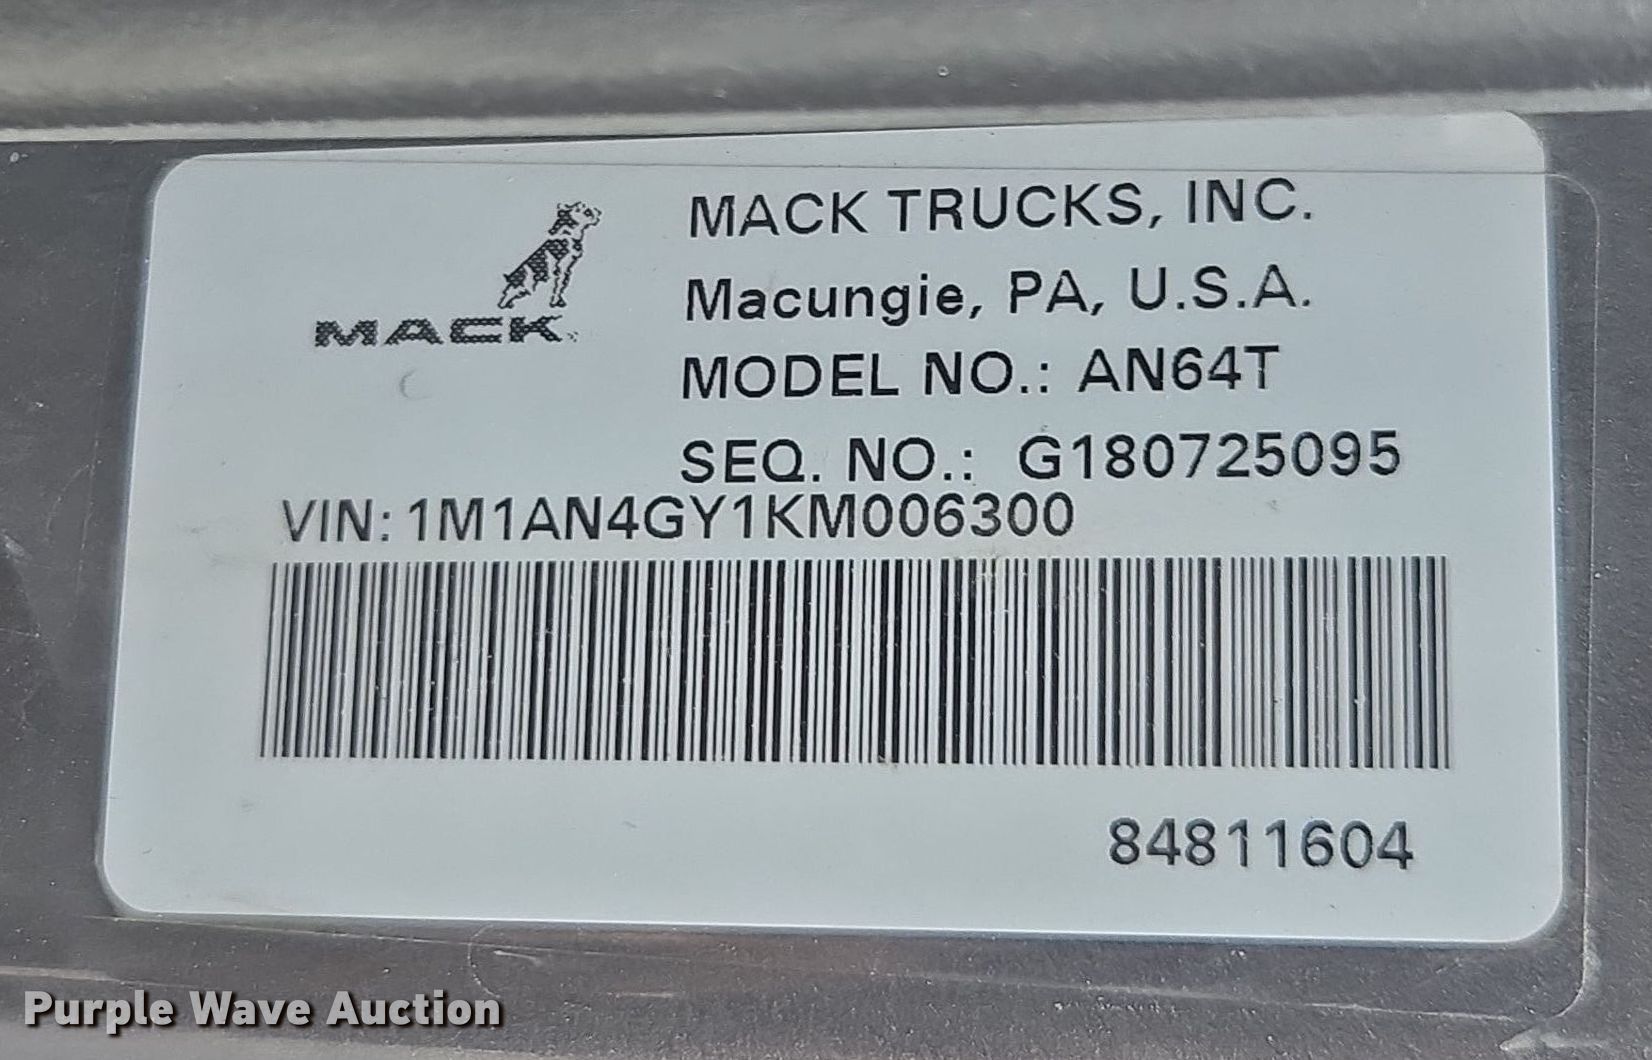 MACK TRUCKS, INC.
Macungie, PA, U.S.A.
MACK
MODEL NO.: AN64T
SEQ. NO.: G180725095
VIN: 1M1AN4GY1KM006300
84811604
Purple Wave Auction